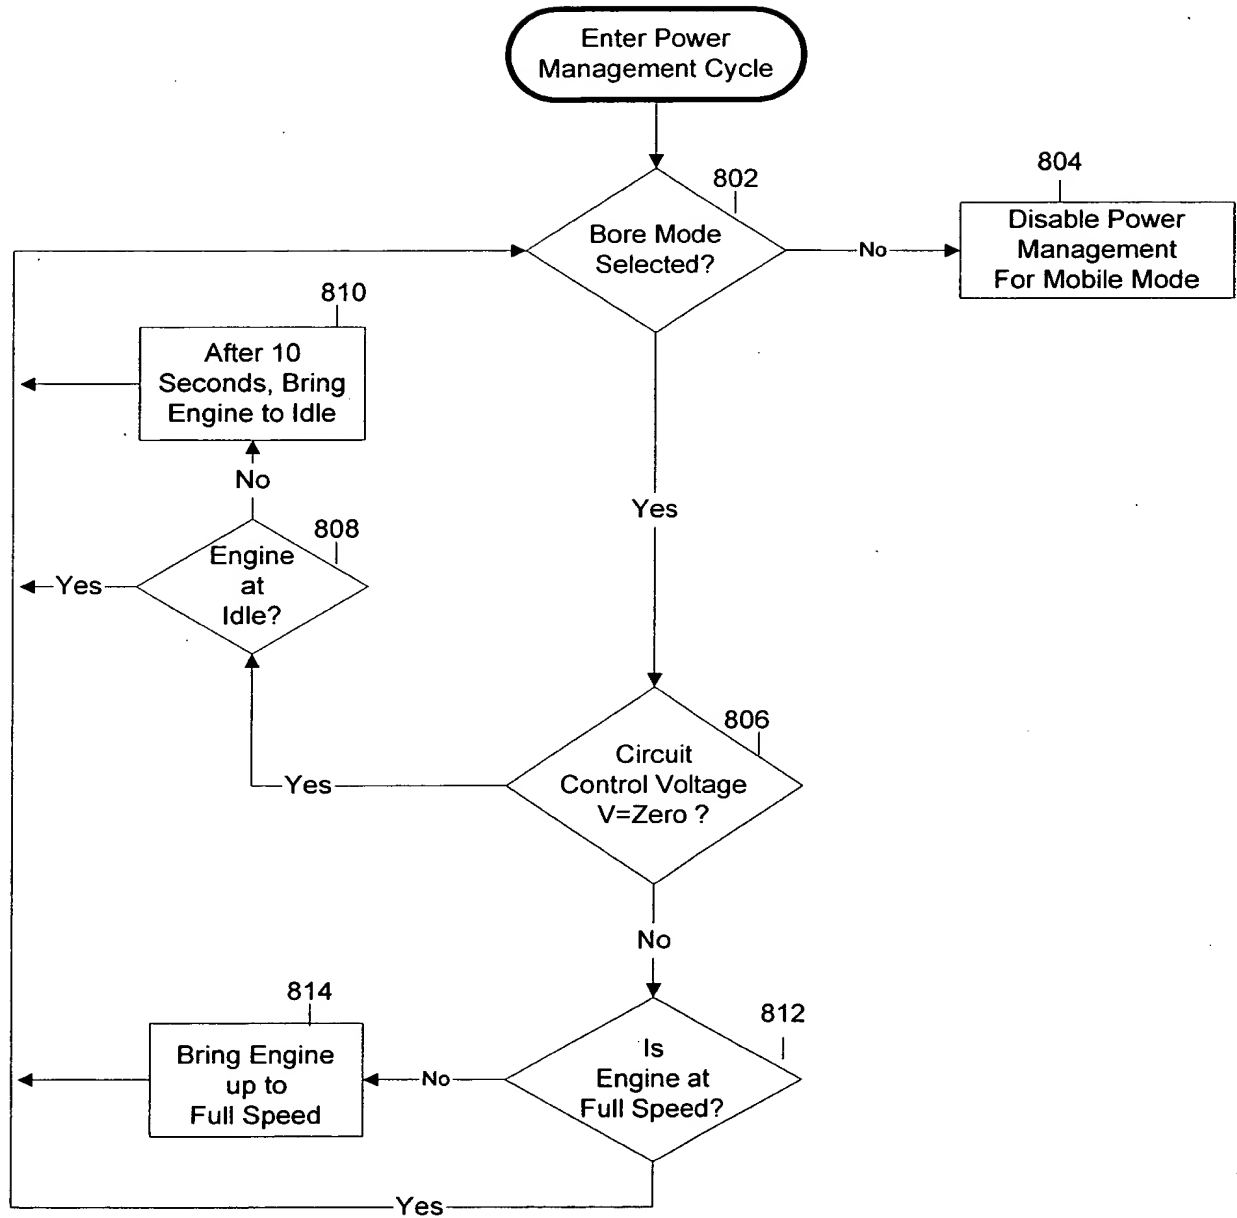 Enter Power
Management Cycle
802
Bore Mode
Selected?
No
804
Disable Power
Management
For Mobile Mode
810
After 10
Seconds, Bring
Engine to Idle
No
Yes
808
Engine
at
Idle?
Yes
806
Circuit
Control Voltage
V=Zero ?
Yes
No
814
Bring Engine
up to
Full Speed
No
812
Is
Engine at
Full Speed?
Yes